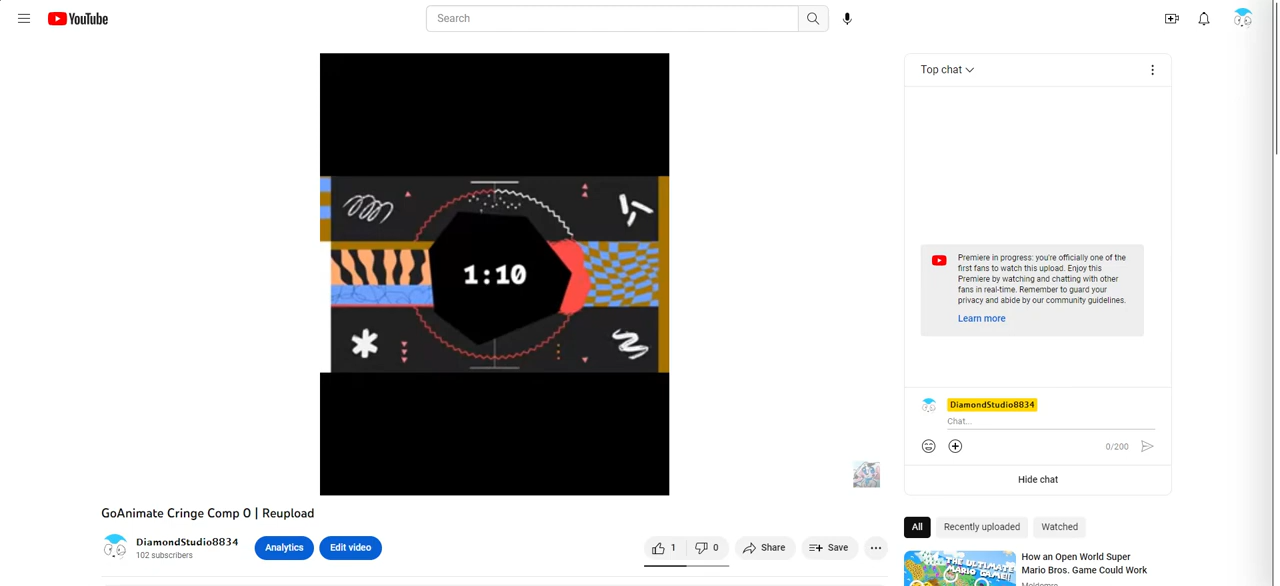 YouTube
Search
1:10
Top chat
Premiere in progress: you're officially one of the
first fans to watch this upload. Enjoy this
Premiere by watching and chatting with other
fans in real-time. Remember to guard your
privacy and abide by our community guidelines.
Learn more
DiamondStudio8834
Chat...
0/200
Hide chat
GoAnimate Cringe Comp 0 | Reupload
DiamondStudio8834
102 subscribers
Analytics
Edit video
1
0
Share
Save
All
Recently uploaded
Watched
How an Open World Super
Mario Bros. Game Could Work
THE ULTIMATE
MARIO GAME!!